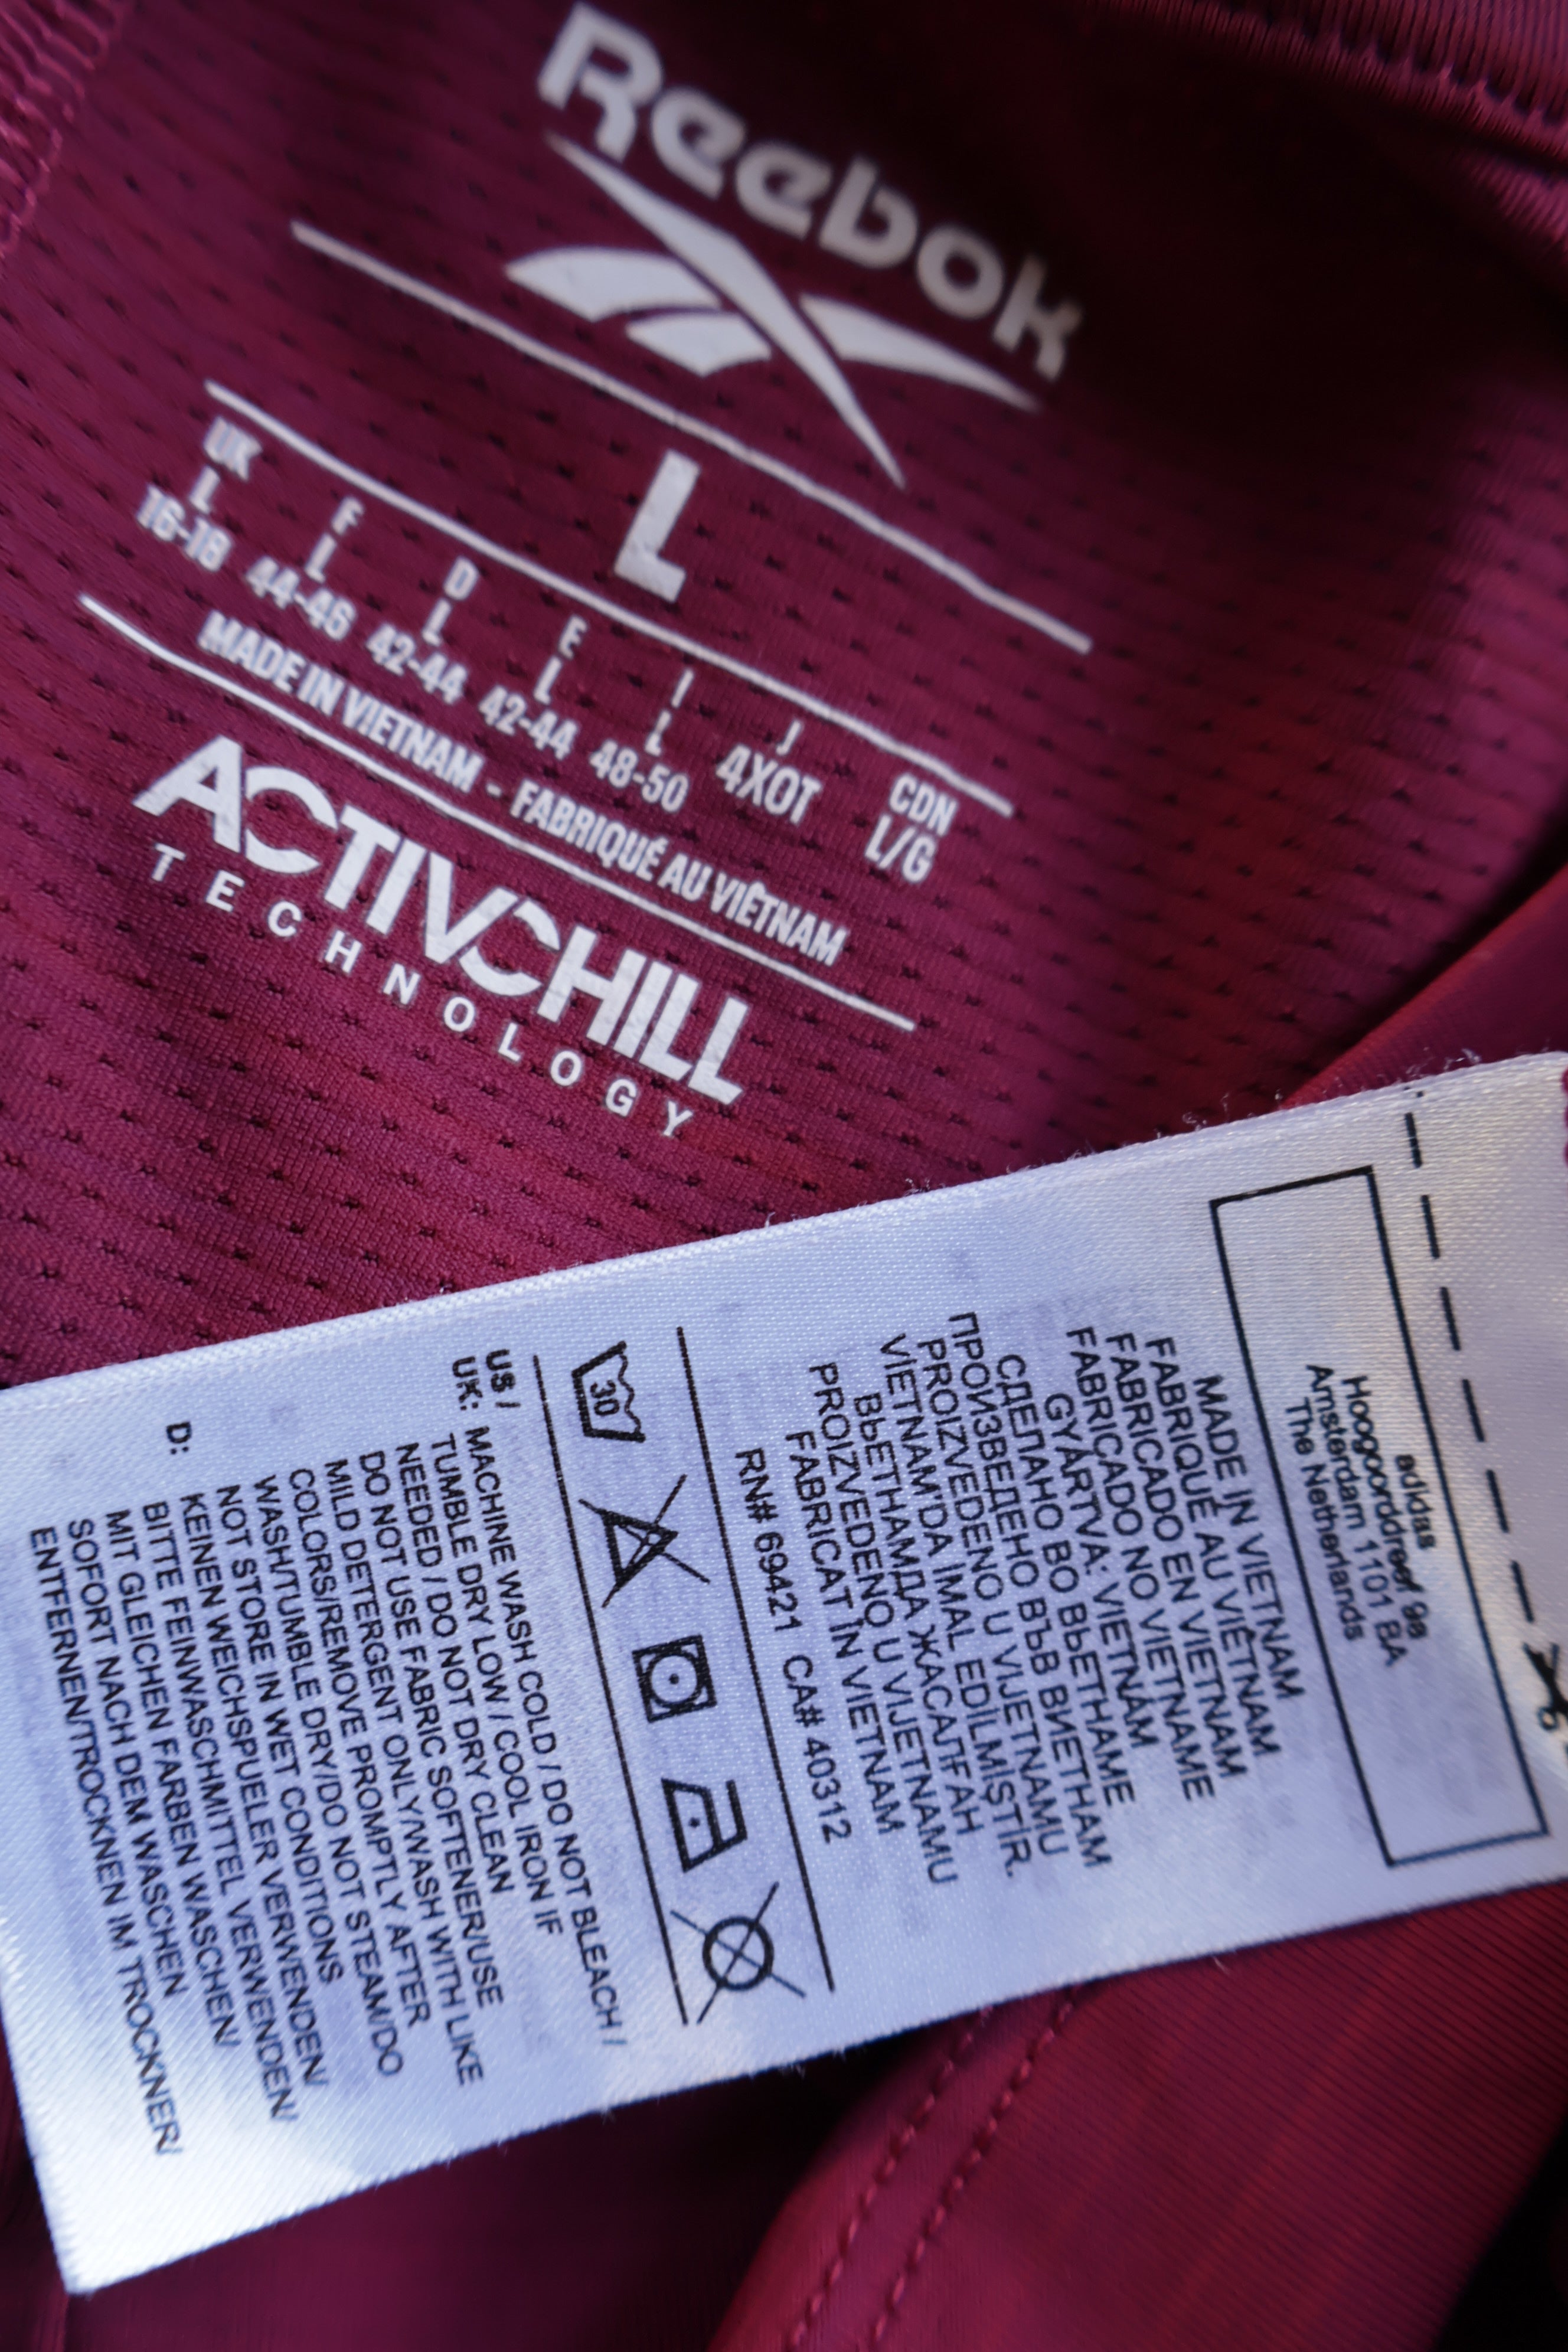 Reebok
L
UK F D E I J CDN
L L L L L 4XOT L/G
16-18 44-46 42-44 42-44 48-50
MADE IN VIETNAM - FABRIQUÉ AU VIÊTNAM
ACTIVCHILL
TECHNOLOGY
adidas
Hoogoorddreef 9a
Amsterdam 1101 BA
The Netherlands
MADE IN VIETNAM
FABRIQUÉ AU VIÊTNAM
FABRICADO EN VIETNAM
FABRICADO NO VIETNAME
GYÁRTVA: VIETNÁM
СДЕЛАНО ВО ВЬЕТНАМЕ
ПРОИЗВЕДЕНО ВЪВ ВИЕТНАМ
PROIZVEDENO U VIJETNAMU
VİETNAM'DA İMAL EDİLMİŞTİR.
ВЬЕТНАМДА ЖАСАЛҒАН
PROIZVEDENO U VIJETNAMU
FABRICAT ÎN VIETNAM
RN# 69421 CA# 40312
30
US /
UK: MACHINE WASH COLD / DO NOT BLEACH /
TUMBLE DRY LOW / COOL IRON IF
NEEDED / DO NOT DRY CLEAN
DO NOT USE FABRIC SOFTENER/USE
MILD DETERGENT ONLY/WASH WITH LIKE
COLORS/REMOVE PROMPTLY AFTER
WASH/TUMBLE DRY/DO NOT STEAM/DO
NOT STORE IN WET CONDITIONS
D: KEINEN WEICHSPUELER VERWENDEN/
BITTE FEINWASCHMITTEL VERWENDEN/
MIT GLEICHEN FARBEN WASCHEN/
SOFORT NACH DEM WASCHEN
ENTFERNEN/TROCKNEN IM TROCKNER/